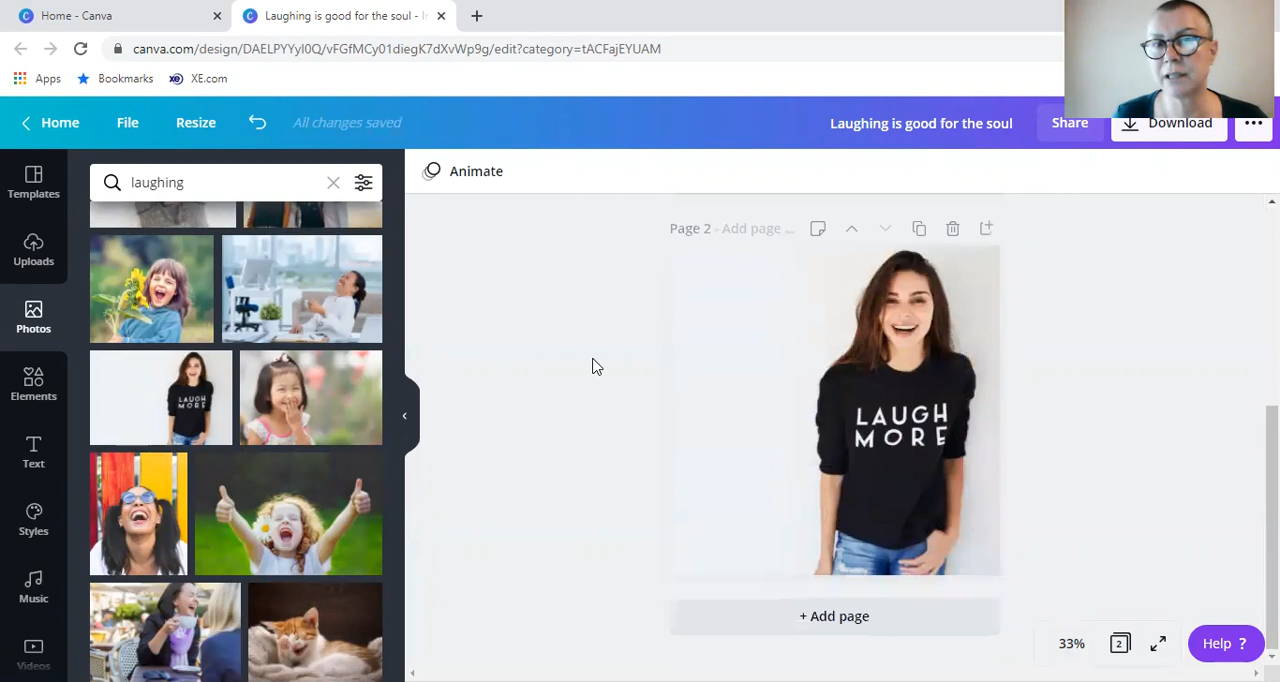 Home - Canva
Laughing is good for the soul - I
canva.com/design/DAELPYYyI0Q/vFGfMCy01diegK7dXvWp9g/edit?category=tACFajEYUAM
Apps
Bookmarks
XE.com
Home
File
Resize
All changes saved
Laughing is good for the soul
Share
Download
Templates
laughing
Animate
Uploads
Page 2 - Add page ...
Photos
Elements
LAUGH
MORE
LAUGH
MORE
Text
Styles
Music
+ Add page
Videos
33%
2
Help ?